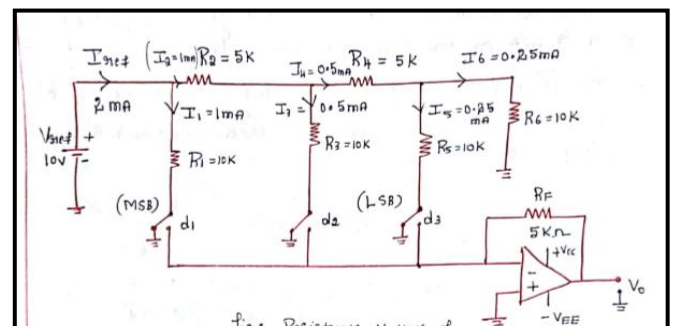 Iref (I2=1mA) R2 = 5K I4=0.5mA R4 = 5K I6 = 0.25mA
2 mA I1 = 1mA I3 = 0.5mA I5 = 0.25 mA R6 = 10K
Vref +
10V -
R1 = 10K R3 = 10K R5 = 10K
(MSB) d1 d2 (LSB) d3
RF
5KΩ
+Vcc
-
+
Vo
-VEE